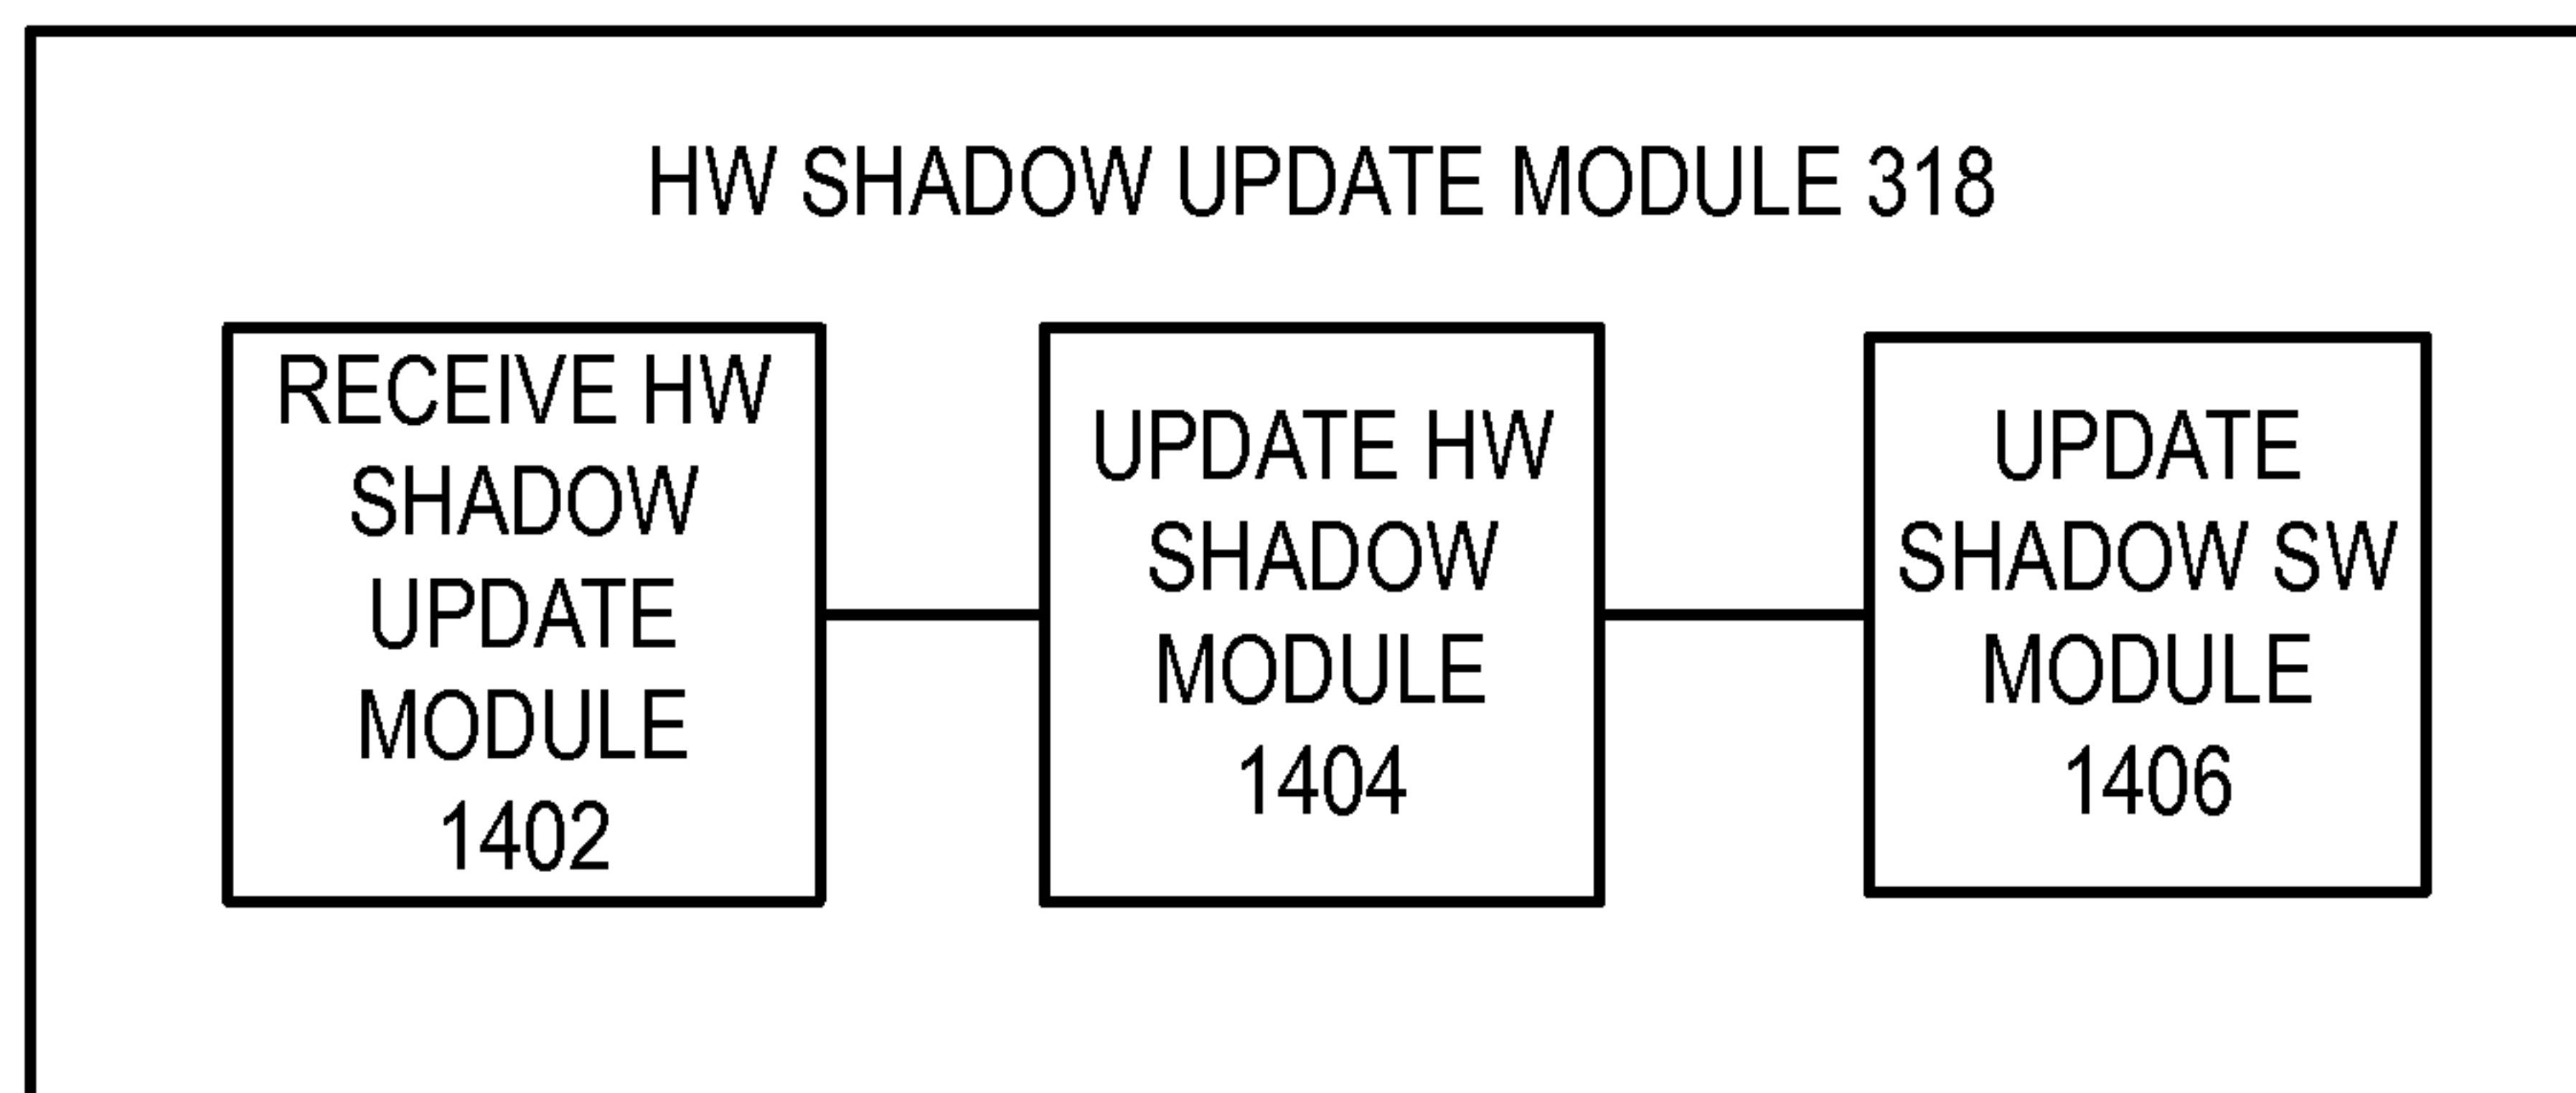 HW SHADOW UPDATE MODULE 318
RECEIVE HW
SHADOW
UPDATE
MODULE
1402
UPDATE HW
SHADOW
MODULE
1404
UPDATE
SHADOW SW
MODULE
1406